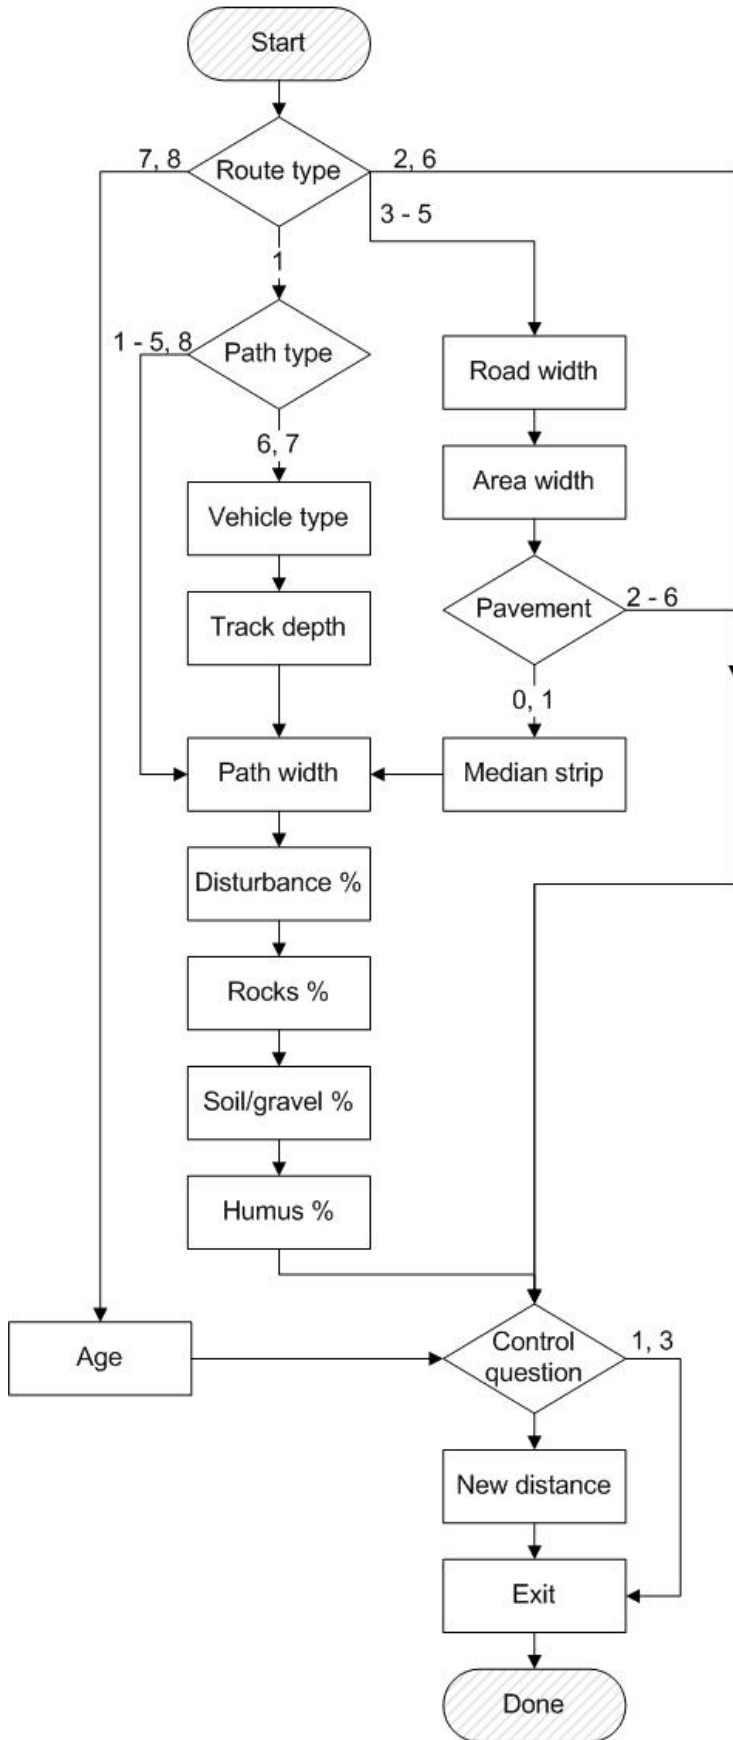 Start
7, 8
Route type
2, 6
3 - 5
1
1 - 5, 8
Path type
Road width
6, 7
Area width
Vehicle type
Pavement
2 - 6
Track depth
0, 1
Path width
Median strip
Disturbance %
Rocks %
Soil/gravel %
Humus %
Age
Control
question
1, 3
New distance
Exit
Done